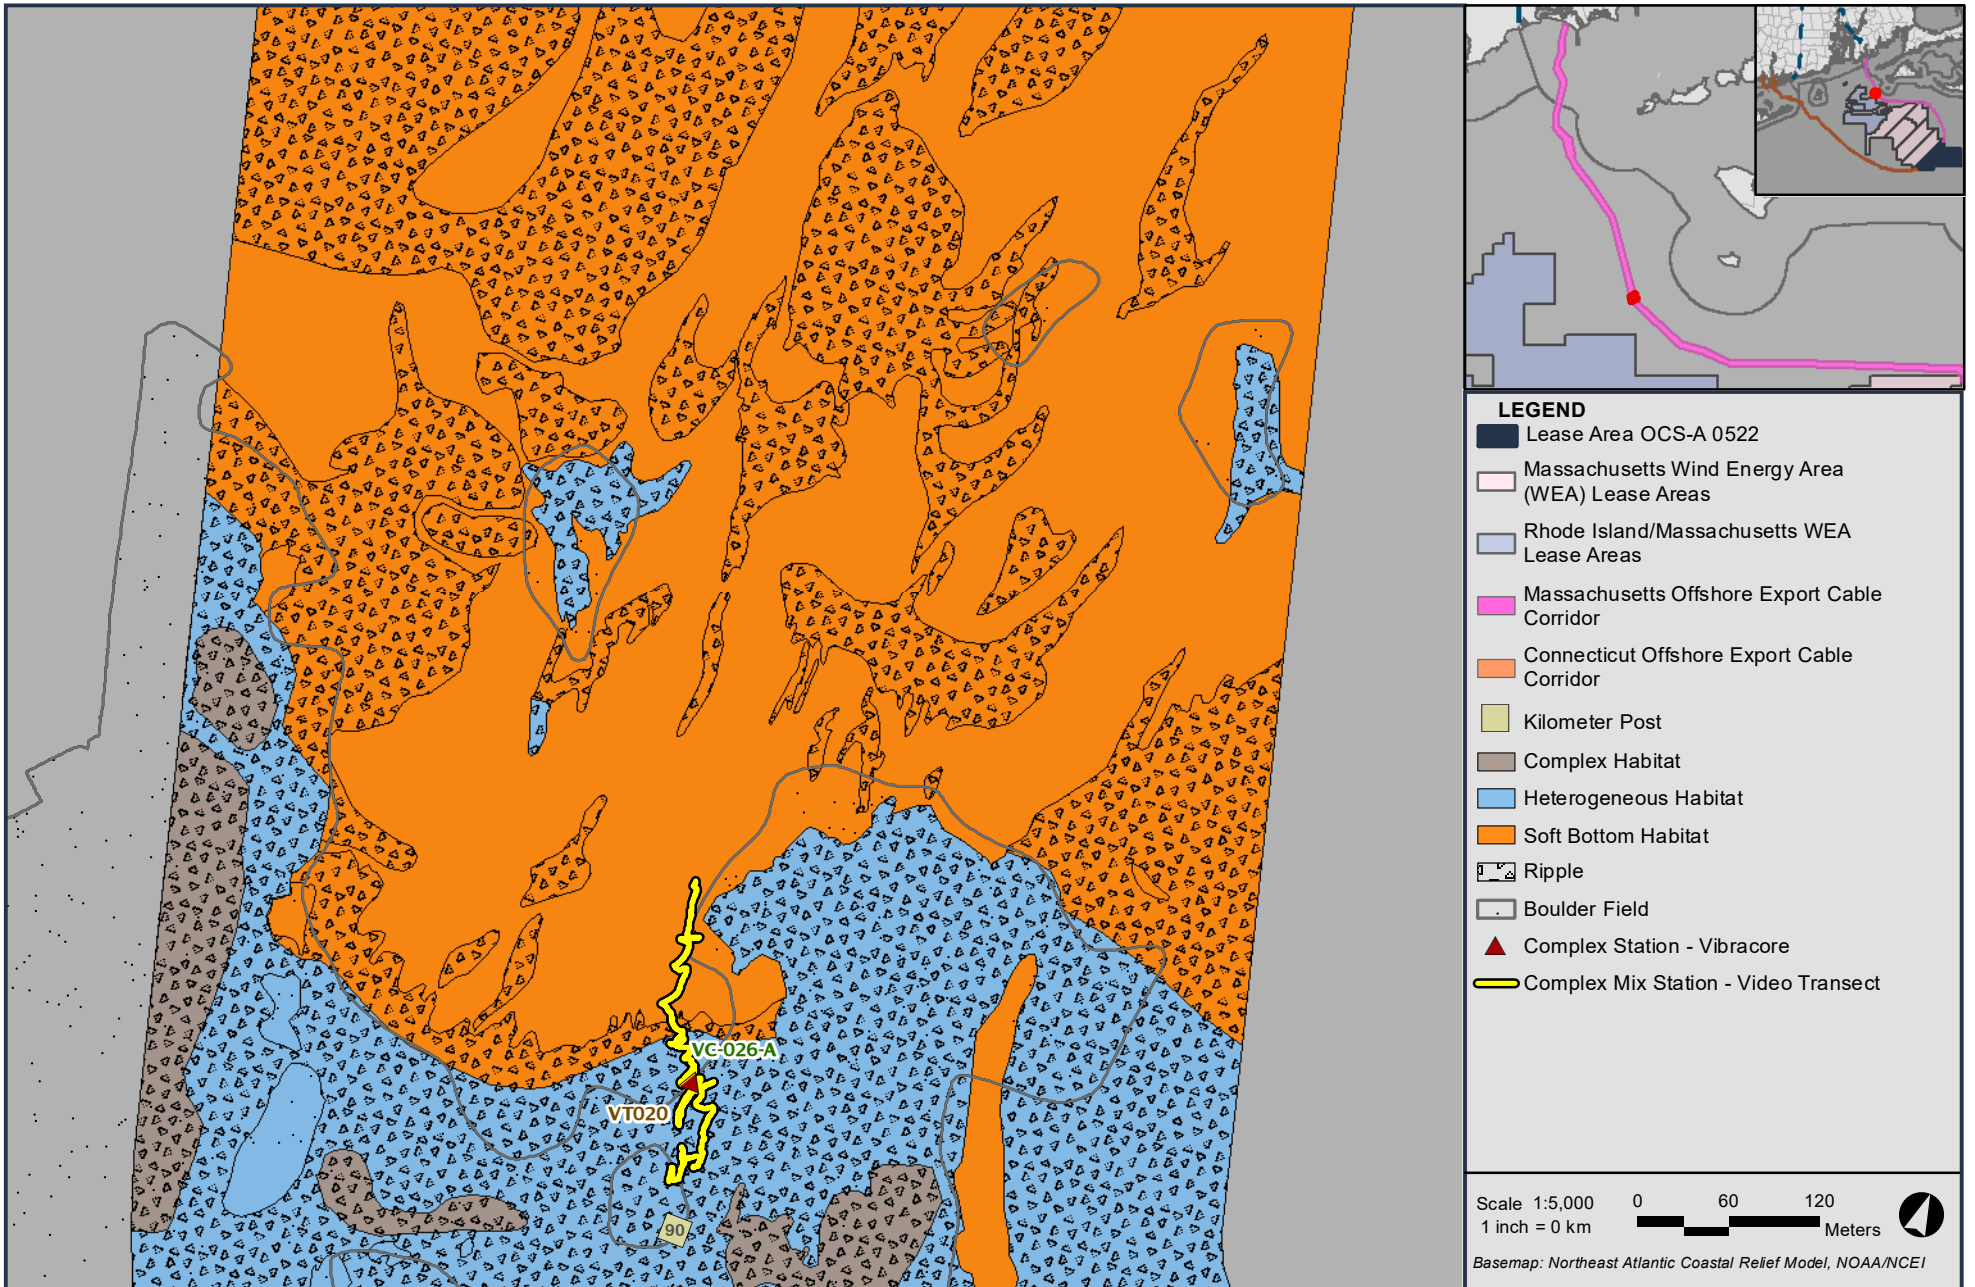 VC-026-A
VT020
90
LEGEND
Lease Area OCS-A 0522
Massachusetts Wind Energy Area
(WEA) Lease Areas
Rhode Island/Massachusetts WEA
Lease Areas
Massachusetts Offshore Export Cable
Corridor
Connecticut Offshore Export Cable
Corridor
Kilometer Post
Complex Habitat
Heterogeneous Habitat
Soft Bottom Habitat
Ripple
Boulder Field
Complex Station - Vibracore
Complex Mix Station - Video Transect
Scale 1:5,000
1 inch = 0 km
0 60 120
Meters
Basemap: Northeast Atlantic Coastal Relief Model, NOAA/NCEI